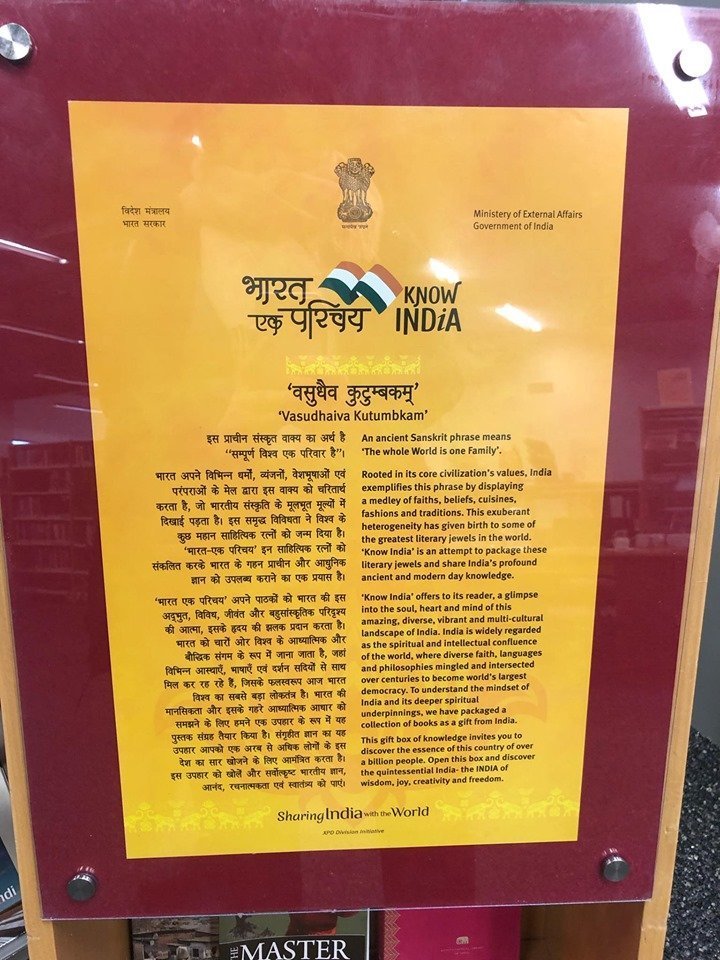 विदेश मंत्रालय
भारत सरकार
Ministry of External Affairs
Government of India
सत्यमेव जयते
भारत
एक परिचय
KNOW
INDiA
‘वसुधैव कुटुम्बकम्’
‘Vasudhaiva Kutumbkam’
इस प्राचीन संस्कृत वाक्य का अर्थ है
“सम्पूर्ण विश्व एक परिवार है”।
भारत अपने विभिन्न धर्मों, व्यंजनों, वेशभूषाओं एवं
परंपराओं के मेल द्वारा इस वाक्य को चरितार्थ
करता है, जो भारतीय संस्कृति के मूलभूत मूल्यों में
दिखाई पड़ता है। इस समृद्ध विविधता ने विश्व के
कुछ महान साहित्यिक रत्नों को जन्म दिया है।
‘भारत-एक परिचय’ इन साहित्यिक रत्नों को
संकलित करके भारत के गहन प्राचीन और आधुनिक
ज्ञान को उपलब्ध कराने का एक प्रयास है।
‘भारत एक परिचय’ अपने पाठकों को भारत की इस
अद्भुत, विविध, जीवंत और बहुसांस्कृतिक परिदृश्य
की आत्मा, इसके हृदय की झलक प्रदान करता है।
भारत को चारों ओर विश्व के आध्यात्मिक और
बौद्धिक संगम के रूप में जाना जाता है, जहां
विभिन्न आस्थाएँ, भाषाएँ एवं दर्शन सदियों से साथ
मिल कर रह रहे हैं, जिसके फलस्वरूप आज भारत
विश्व का सबसे बड़ा लोकतंत्र है। भारत की
मानसिकता और इसके गहरे आध्यात्मिक आधार को
समझने के लिए हमने एक उपहार के रूप में यह
पुस्तक संग्रह तैयार किया है। संगृहीत ज्ञान का यह
उपहार आपको एक अरब से अधिक लोगों के इस
देश का सार खोजने के लिए आमंत्रित करता है।
इस उपहार को खोलें और सर्वोत्कृष्ट भारतीय ज्ञान,
आनंद, रचनात्मकता एवं स्वातंत्र्य को पाएं।
An ancient Sanskrit phrase means
‘The whole World is one Family’.
Rooted in its core civilization’s values, India
exemplifies this phrase by displaying
a medley of faiths, beliefs, cuisines,
fashions and traditions. This exuberant
heterogeneity has given birth to some of
the greatest literary jewels in the world.
‘Know India’ is an attempt to package these
literary jewels and share India’s profound
ancient and modern day knowledge.
‘Know India’ offers to its reader, a glimpse
into the soul, heart and mind of this
amazing, diverse, vibrant and multi-cultural
landscape of India. India is widely regarded
as the spiritual and intellectual confluence
of the world, where diverse faith, languages
and philosophies mingled and intersected
over centuries to become world’s largest
democracy. To understand the mindset of
India and its deeper spiritual
underpinnings, we have packaged a
collection of books as a gift from India.
This gift box of knowledge invites you to
discover the essence of this country of over
a billion people. Open this box and discover
the quintessential India- the INDIA of
wisdom, joy, creativity and freedom.
Sharing India with the World
XPD Division Initiative
THE
MASTER